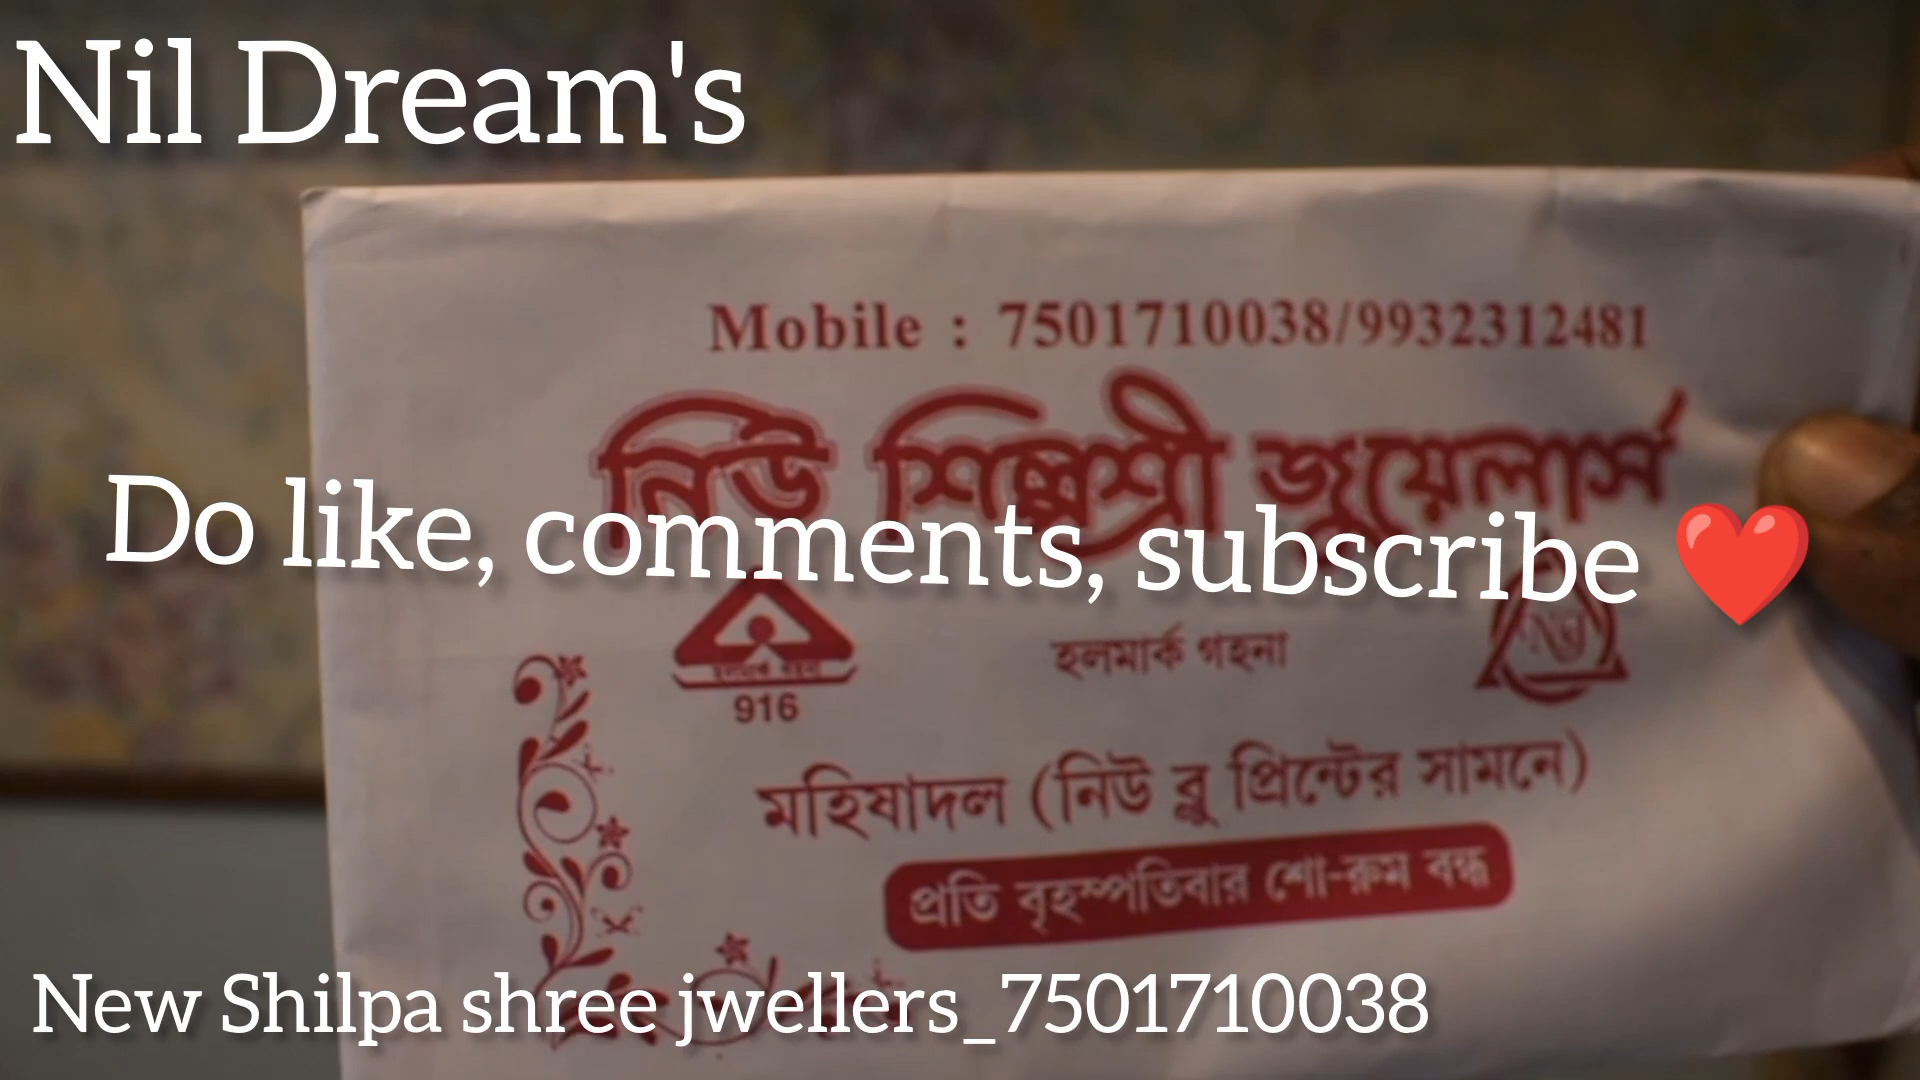 Nil Dream's
Mobile : 7501710038/9932312481
নিউ শিল্পশ্রী জুয়েলার্স
Do like, comments, subscribe ❤️
হলমার্ক গহনা
916
মহিষাদল (নিউ ব্লু প্রিন্টের সামনে)
প্রতি বৃহস্পতিবার শো-রুম বন্ধ
New Shilpa shree jwellers_7501710038